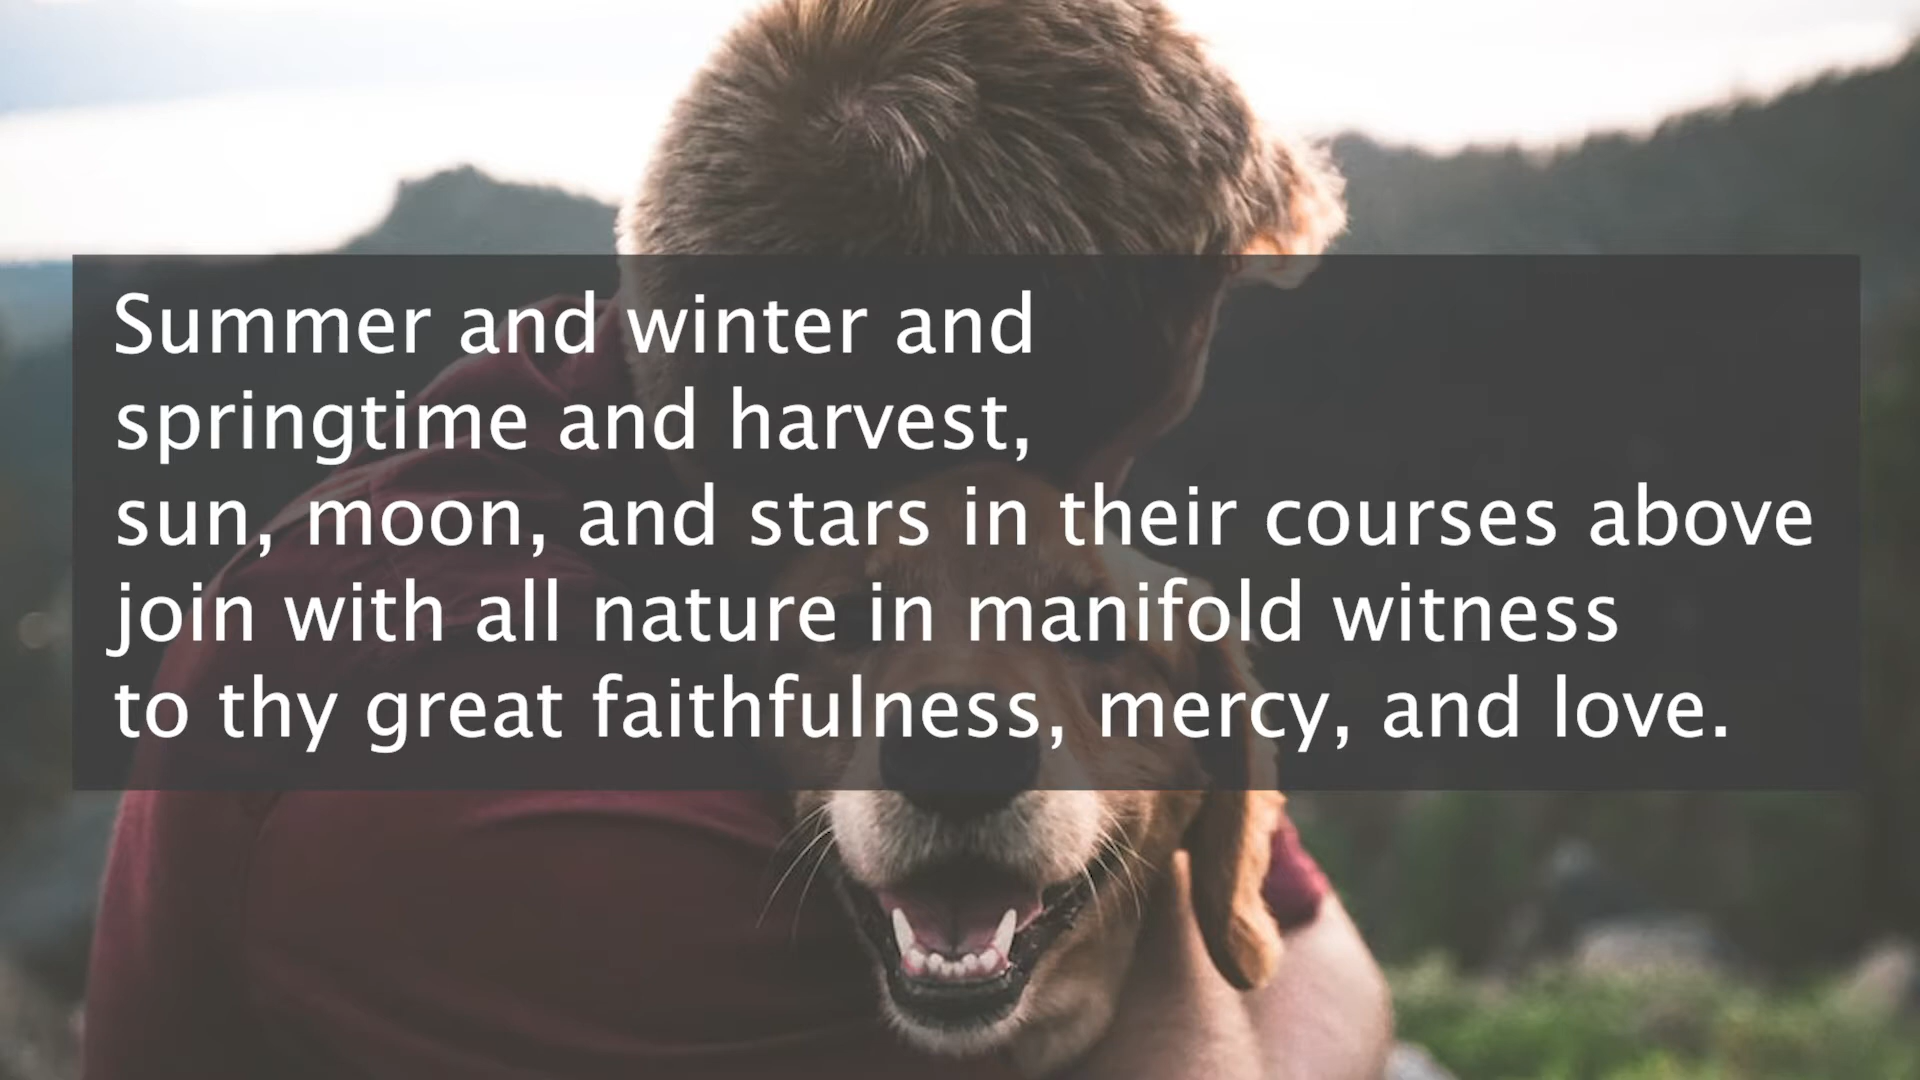 Summer and winter and
springtime and harvest,
sun, moon, and stars in their courses above
join with all nature in manifold witness
to thy great faithfulness, mercy, and love.